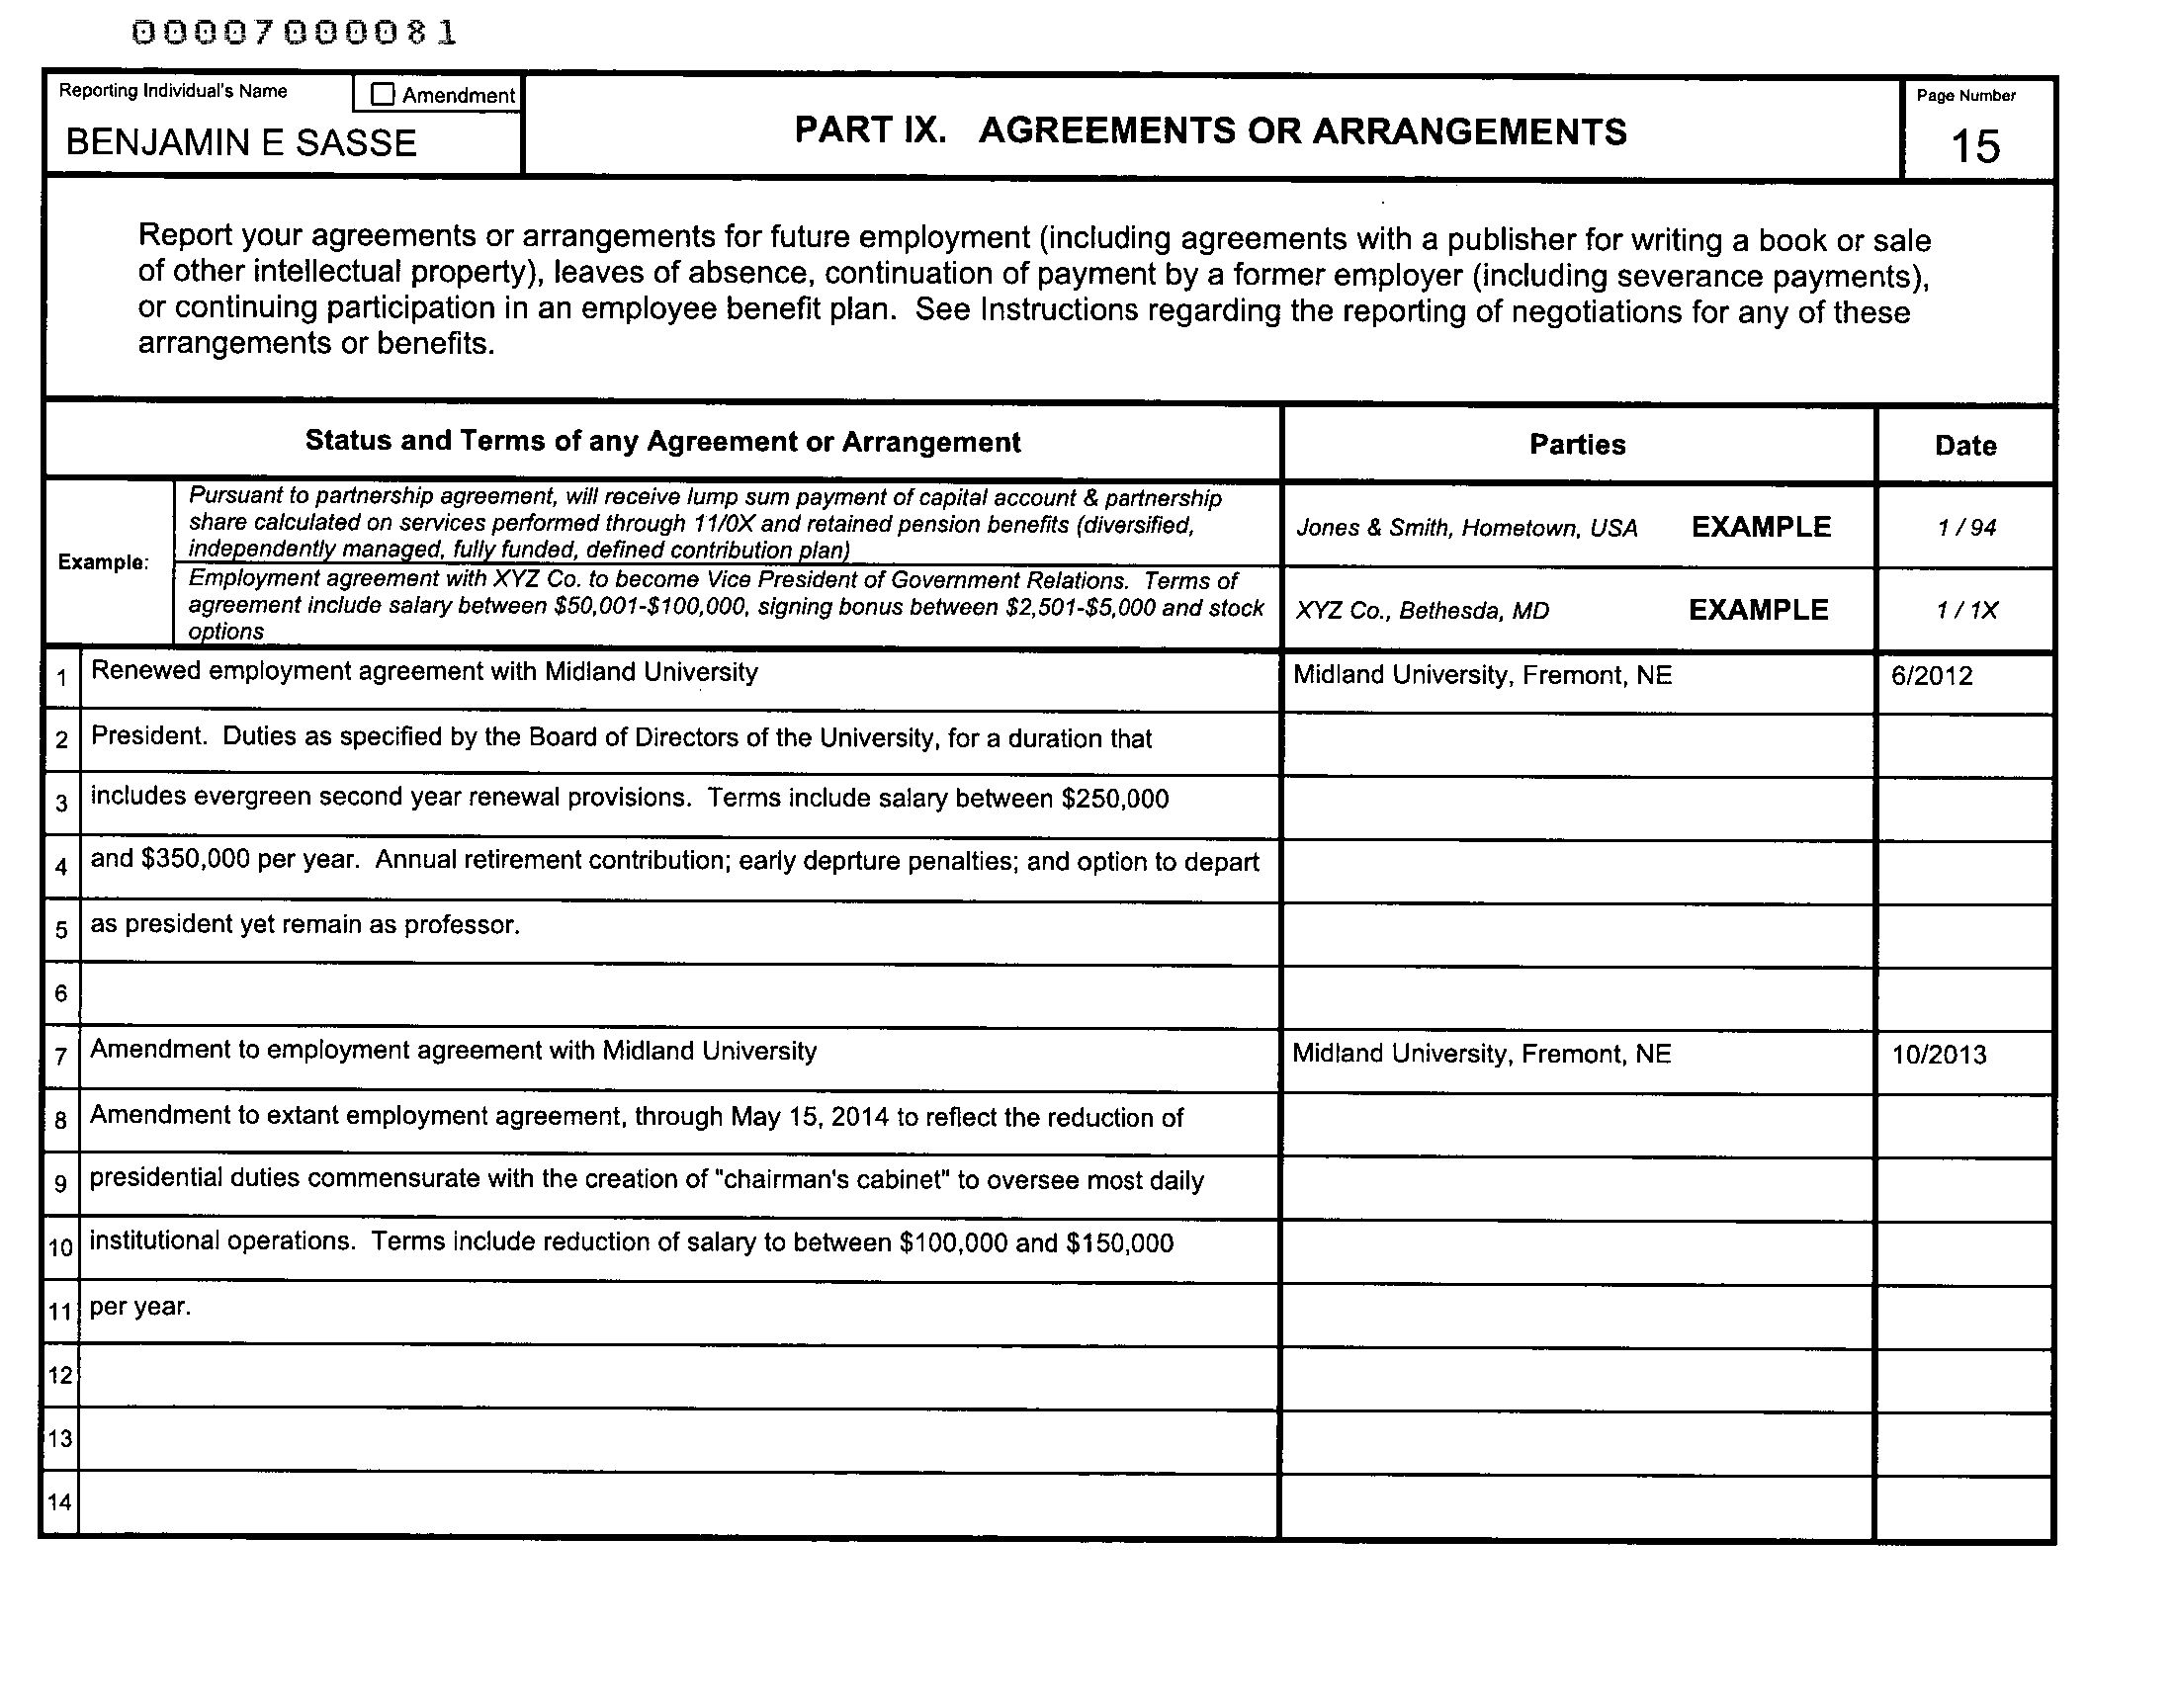 00007000081
Reporting Individual's Name
Amendment
BENJAMIN E SASSE
PART IX. AGREEMENTS OR ARRANGEMENTS
Page Number
15
Report your agreements or arrangements for future employment (including agreements with a publisher for writing a book or sale
of other intellectual property), leaves of absence, continuation of payment by a former employer (including severance payments),
or continuing participation in an employee benefit plan. See Instructions regarding the reporting of negotiations for any of these
arrangements or benefits.
Status and Terms of any Agreement or Arrangement
Parties
Date
Example:
Pursuant to partnership agreement, will receive lump sum payment of capital account & partnership
share calculated on services performed through 11/0X and retained pension benefits (diversified,
independently managed, fully funded, defined contribution plan)
Jones & Smith, Hometown, USA EXAMPLE
1 / 94
Employment agreement with XYZ Co. to become Vice President of Government Relations. Terms of
agreement include salary between $50,001-$100,000, signing bonus between $2,501-$5,000 and stock
options
XYZ Co., Bethesda, MD EXAMPLE
1 / 1X
1 Renewed employment agreement with Midland University Midland University, Fremont, NE 6/2012
2 President. Duties as specified by the Board of Directors of the University, for a duration that
3 includes evergreen second year renewal provisions. Terms include salary between $250,000
4 and $350,000 per year. Annual retirement contribution; early deprture penalties; and option to depart
5 as president yet remain as professor.
6
7 Amendment to employment agreement with Midland University Midland University, Fremont, NE 10/2013
8 Amendment to extant employment agreement, through May 15, 2014 to reflect the reduction of
9 presidential duties commensurate with the creation of "chairman's cabinet" to oversee most daily
10 institutional operations. Terms include reduction of salary to between $100,000 and $150,000
11 per year.
12
13
14